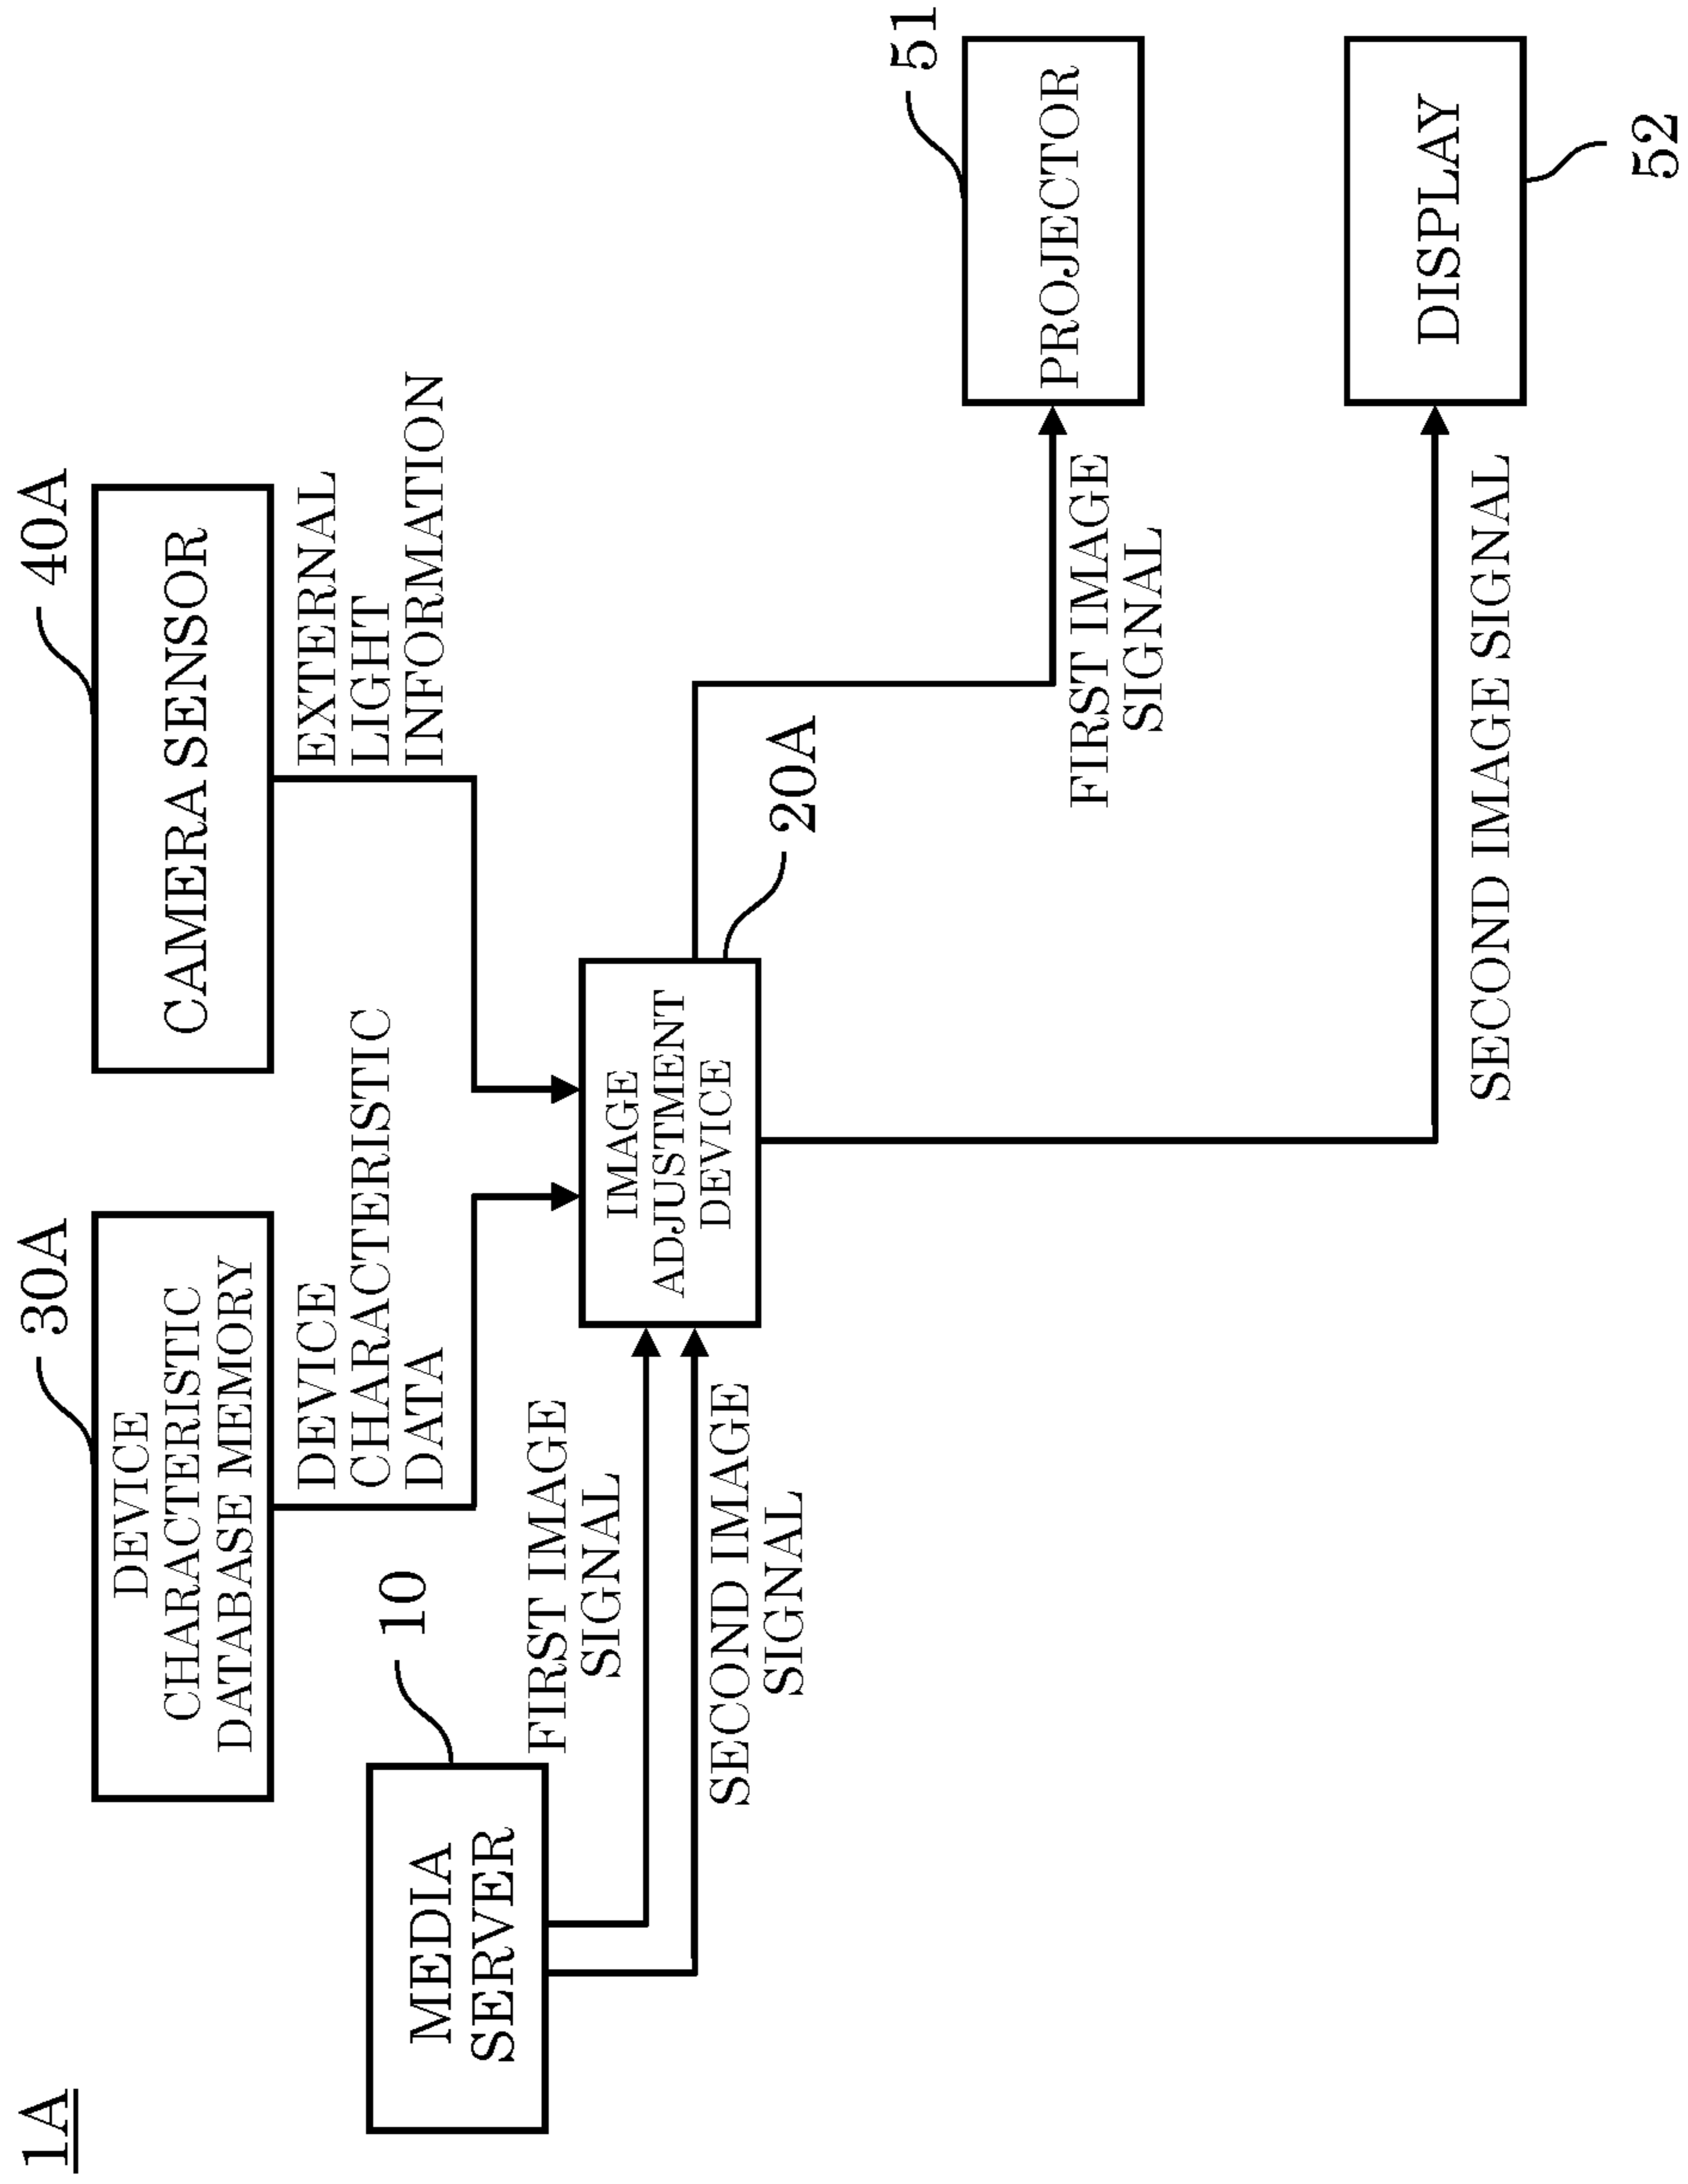 1A
30A
DEVICE
CHARACTERISTIC
DATABASE MEMORY
40A
CAMERA SENSOR
DEVICE
CHARACTERISTIC
DATA
EXTERNAL
LIGHT
INFORMATION
10
MEDIA
SERVER
FIRST IMAGE
SIGNAL
SECOND IMAGE
SIGNAL
IMAGE
ADJUSTMENT
DEVICE
20A
51
PROJECTOR
FIRST IMAGE
SIGNAL
DISPLAY
52
SECOND IMAGE SIGNAL